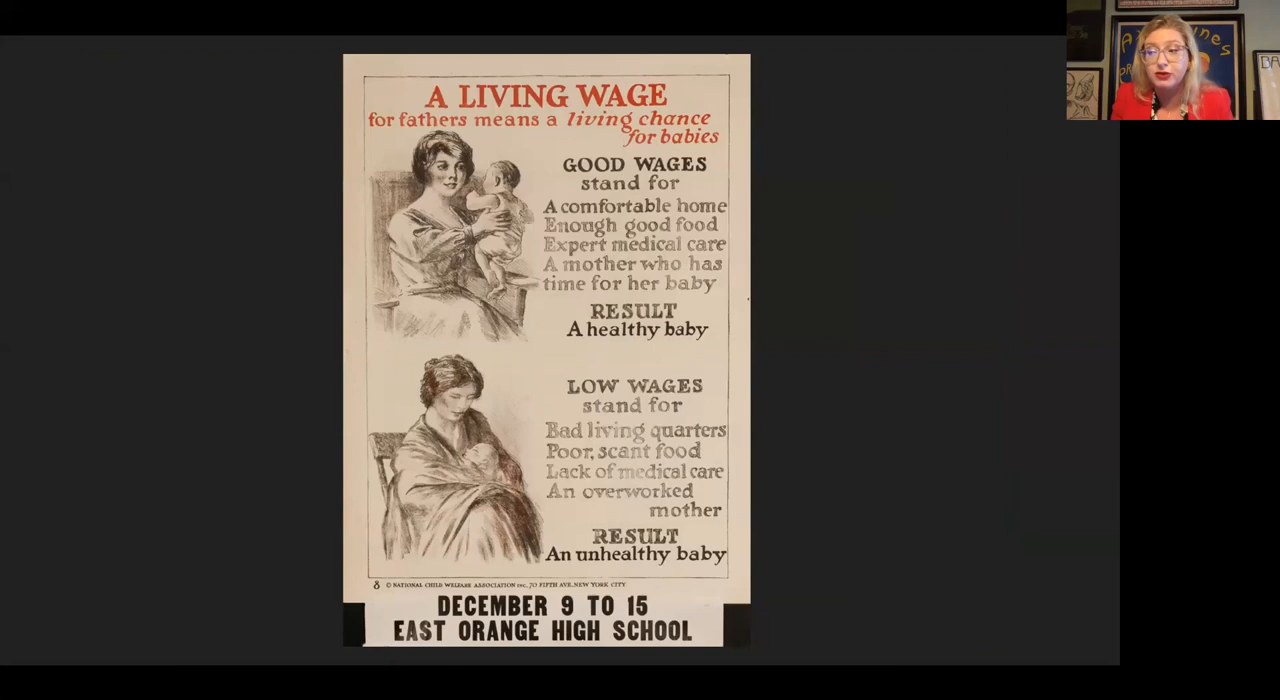 A LIVING WAGE
for fathers means a living chance
for babies
GOOD WAGES
stand for
A comfortable home
Enough good food
Expert medical care
A mother who has
time for her baby
RESULT
A healthy baby
LOW WAGES
stand for
Bad living quarters
Poor, scant food
Lack of medical care
An overworked
mother
RESULT
An unhealthy baby
8 © NATIONAL CHILD WELFARE ASSOCIATION INC., 70 FIFTH AVE., NEW YORK CITY
DECEMBER 9 TO 15
EAST ORANGE HIGH SCHOOL